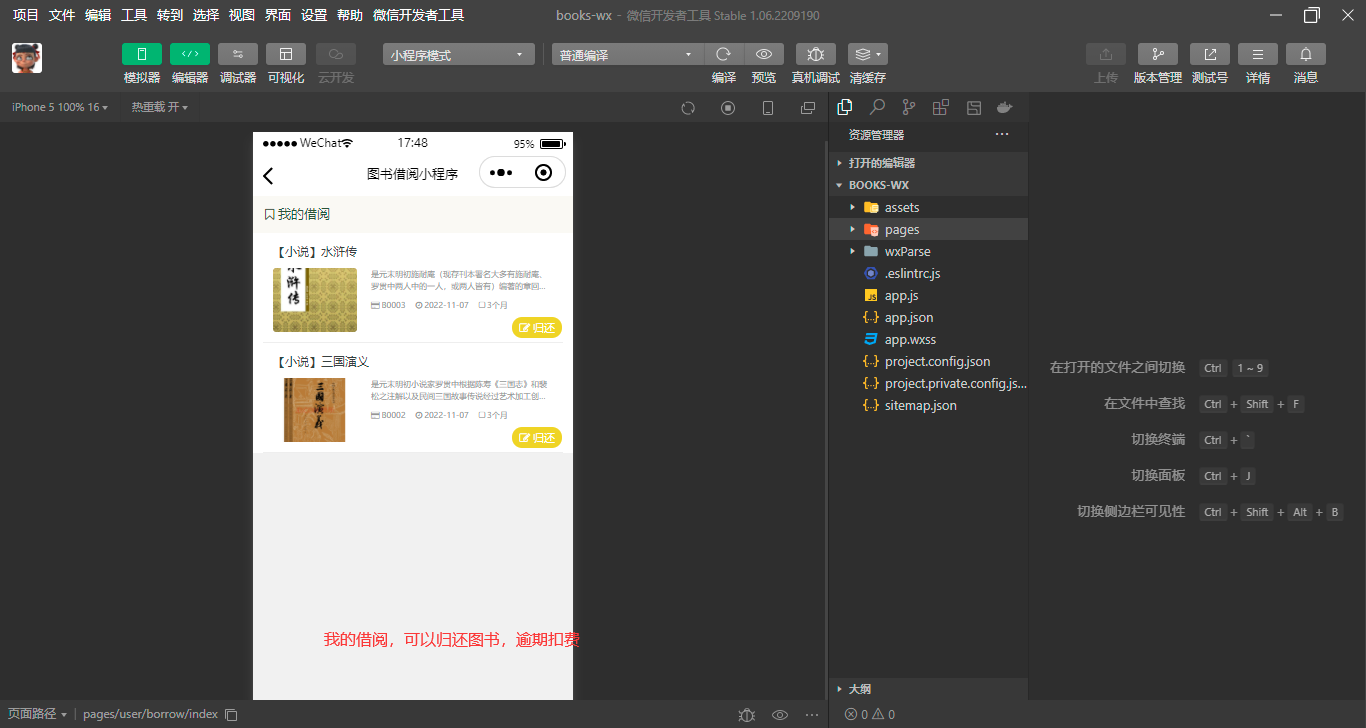 项目 文件 编辑 工具 转到 选择 视图 界面 设置 帮助 微信开发者工具
books-wx - 微信开发者工具 Stable 1.06.2209190
小程序模式
普通编译
模拟器 编辑器 调试器 可视化 云开发
编译 预览 真机调试 清缓存
上传 版本管理 测试号 详情 消息
iPhone 5 100% 16
热重载 开
WeChat
17:48
95%
图书借阅小程序
我的借阅
【小说】水浒传
水浒传
是元末明初施耐庵（现存刊本署名大多有施耐庵、
罗贯中两人中的一人，或两人皆有）编著的章回...
80003 2022-11-07 3个月
归还
【小说】三国演义
三国演义
是元末明初小说家罗贯中根据陈寿《三国志》和裴
松之注解以及民间三国故事传说经过艺术加工创...
80002 2022-11-07 3个月
归还
我的借阅，可以归还图书，逾期扣费
页面路径 | pages/user/borrow/index
资源管理器
打开的编辑器
BOOKS-WX
assets
pages
wxParse
.eslintrc.js
JS
app.js
app.json
app.wxss
project.config.json
project.private.config.js...
sitemap.json
大纲
0 0
在打开的文件之间切换 Ctrl 1 ~ 9
在文件中查找 Ctrl + Shift + F
切换终端 Ctrl + `
切换面板 Ctrl + J
切换侧边栏可见性 Ctrl + Shift + Alt + B